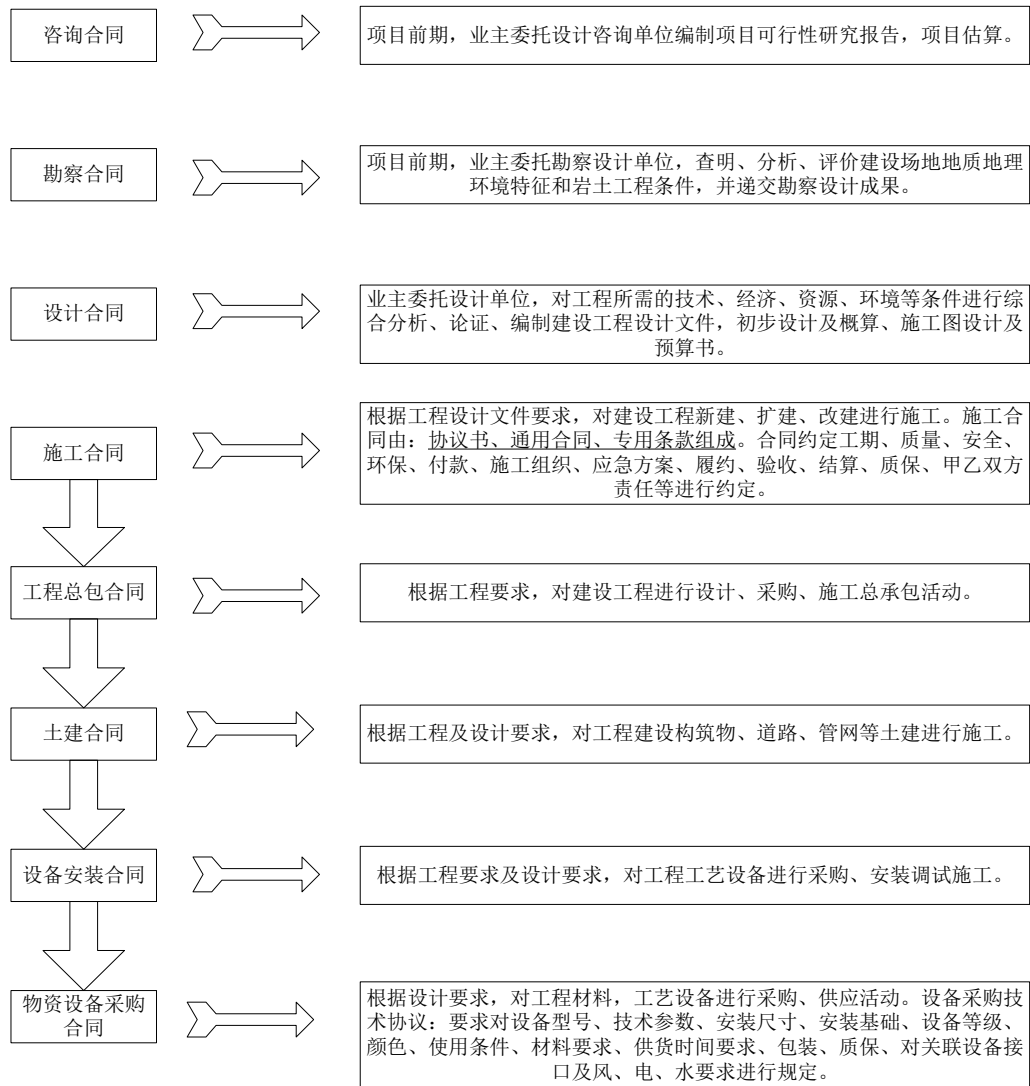 咨询合同
项目前期，业主委托设计咨询单位编制项目可行性研究报告，项目估算。
勘察合同
项目前期，业主委托勘察设计单位，查明、分析、评价建设场地地质地理
环境特征和岩土工程条件，并递交勘察设计成果。
设计合同
业主委托设计单位，对工程所需的技术、经济、资源、环境等条件进行综
合分析、论证、编制建设工程设计文件，初步设计及概算、施工图设计及
预算书。
施工合同
根据工程设计文件要求，对建设工程新建、扩建、改建进行施工。施工合
同由：协议书、通用合同、专用条款组成。合同约定工期、质量、安全、
环保、付款、施工组织、应急方案、履约、验收、结算、质保、甲乙双方
责任等进行约定。
工程总包合同
根据工程要求，对建设工程进行设计、采购、施工总承包活动。
土建合同
根据工程及设计要求，对工程建设构筑物、道路、管网等土建进行施工。
设备安装合同
根据工程要求及设计要求，对工程工艺设备进行采购、安装调试施工。
物资设备采购
合同
根据设计要求，对工程材料，工艺设备进行采购、供应活动。设备采购技
术协议：要求对设备型号、技术参数、安装尺寸、安装基础、设备等级、
颜色、使用条件、材料要求、供货时间要求、包装、质保、对关联设备接
口及风、电、水要求进行规定。